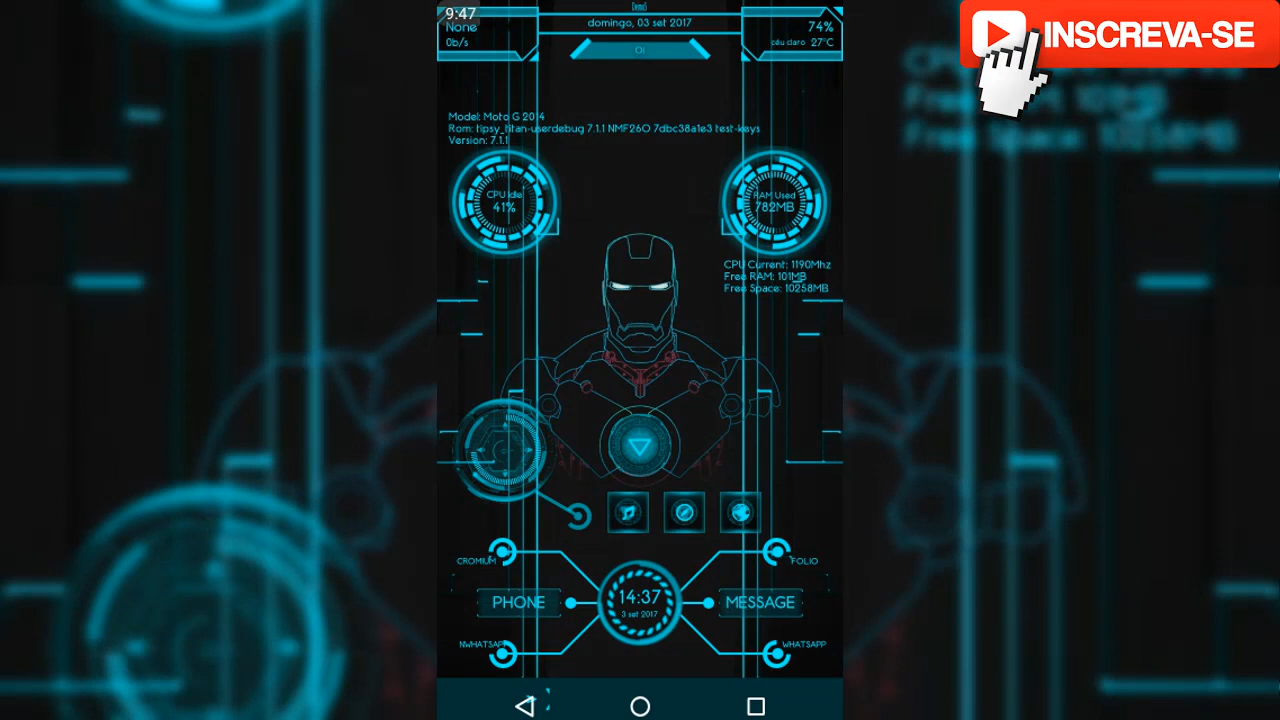 9:47
None
0b/s
domingo, 03 set 2017
74%
céu claro 27°C
OI
INSCREVA-SE
Model: Moto G 2014
Rom: tipsy_titan-userdebug 7.1.1 NMF26O 7dbc38a1e3 test-keys
Version: 7.1.1
CPU Idle
41%
RAM Used
782MB
CPU Current: 1190Mhz
Free RAM: 101MB
Free Space: 10258MB
CROMIUM
FOLIO
PHONE
14:37
3 set 2017
MESSAGE
NWHATSAPP
WHATSAPP